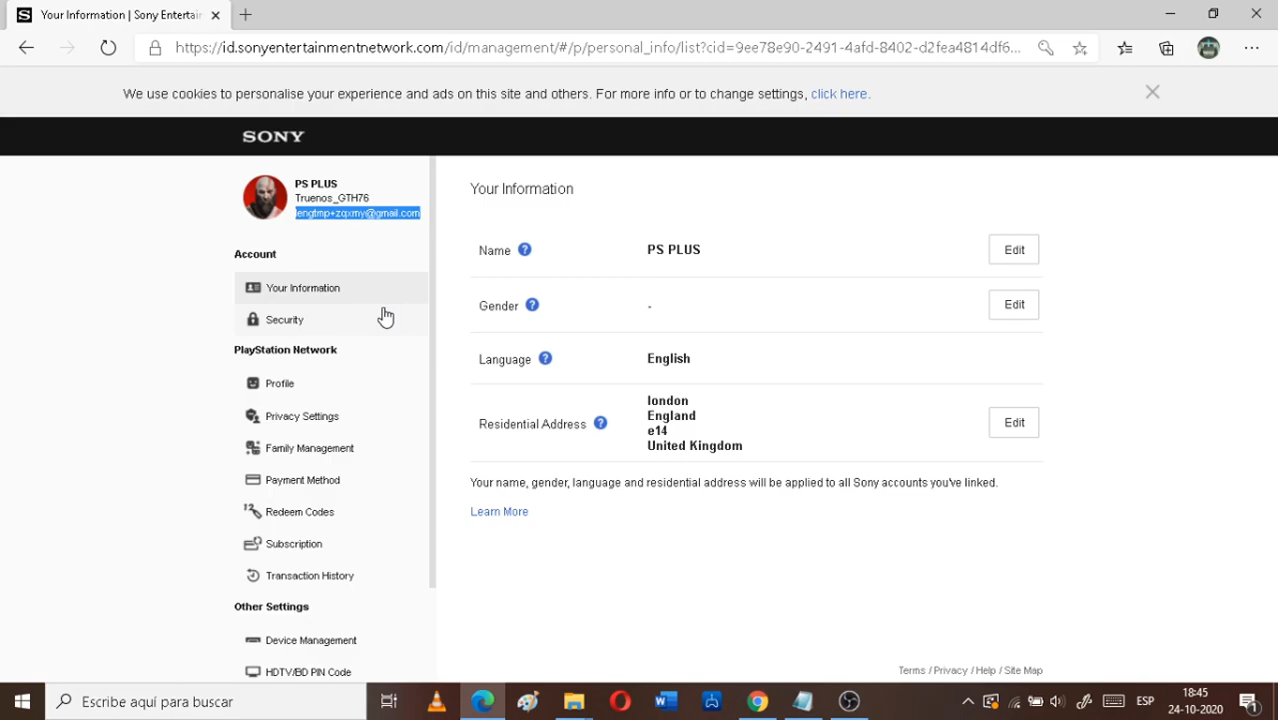 Your Information | Sony Entertain
https://id.sonyentertainmentnetwork.com/id/management/#/p/personal_info/list?cid=9ee78e90-2491-4afd-8402-d2fea4814df6...
We use cookies to personalise your experience and ads on this site and others. For more info or to change settings, click here.
SONY
PS PLUS
Truenos_GTH76
lengtmp+zqxmy@gmail.com
Account
Your Information
Security
PlayStation Network
Profile
Privacy Settings
Family Management
Payment Method
Redeem Codes
Subscription
Transaction History
Other Settings
Device Management
HDTV/BD PIN Code
Your Information
Name ? PS PLUS Edit
Gender ? - Edit
Language ? English
Residential Address ? london Edit
England
e14
United Kingdom
Your name, gender, language and residential address will be applied to all Sony accounts you've linked.
Learn More
Terms / Privacy / Help / Site Map
Escribe aquí para buscar
ESP
18:45
24-10-2020
1